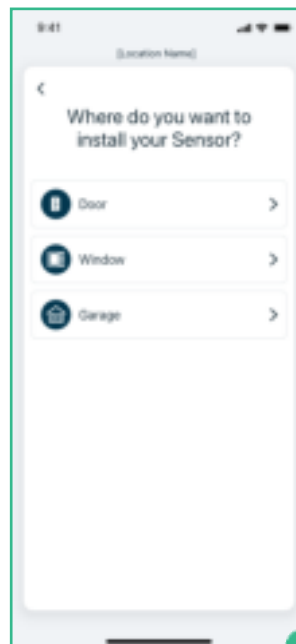 9:41
[Location Name]
Where do you want to
install your Sensor?
Door
Window
Garage